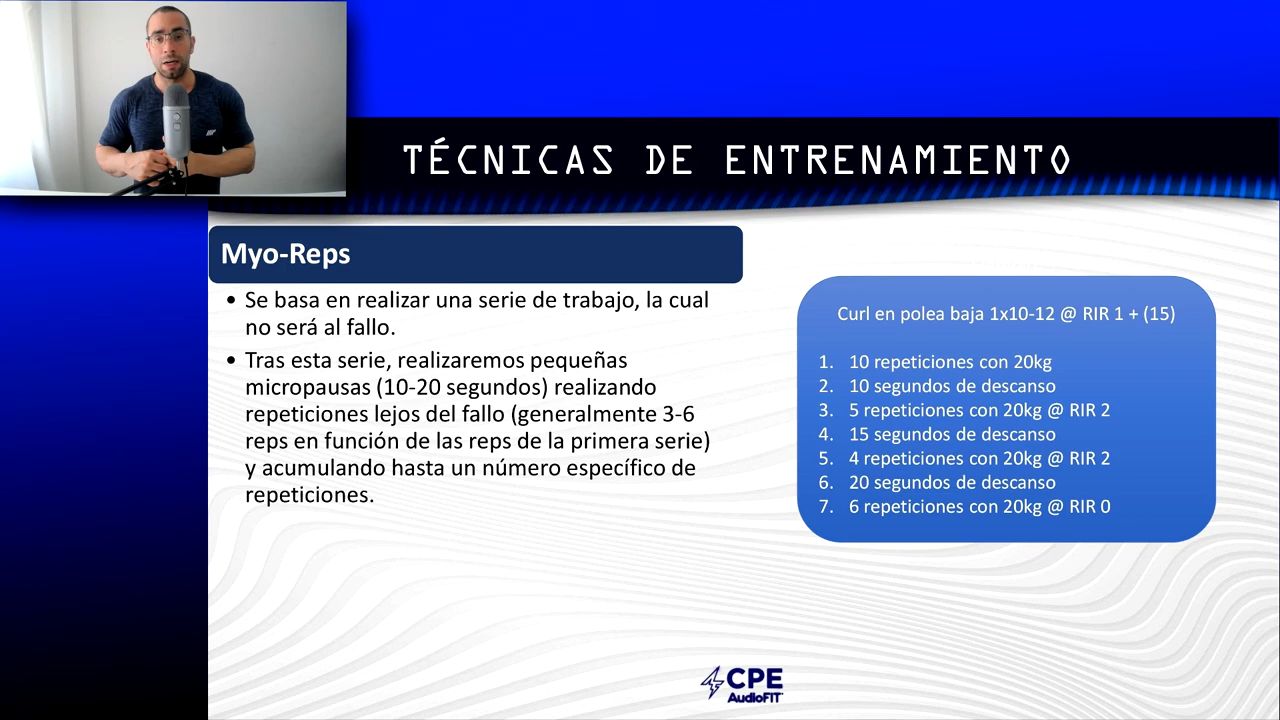 TÉCNICAS DE ENTRENAMIENTO
Myo-Reps
• Se basa en realizar una serie de trabajo, la cual
no será al fallo.
• Tras esta serie, realizaremos pequeñas
micropausas (10-20 segundos) realizando
repeticiones lejos del fallo (generalmente 3-6
reps en función de las reps de la primera serie)
y acumulando hasta un número específico de
repeticiones.
Curl en polea baja 1x10-12 @ RIR 1 + (15)
1. 10 repeticiones con 20kg
2. 10 segundos de descanso
3. 5 repeticiones con 20kg @ RIR 2
4. 15 segundos de descanso
5. 4 repeticiones con 20kg @ RIR 2
6. 20 segundos de descanso
7. 6 repeticiones con 20kg @ RIR 0
CPE
AudioFIT